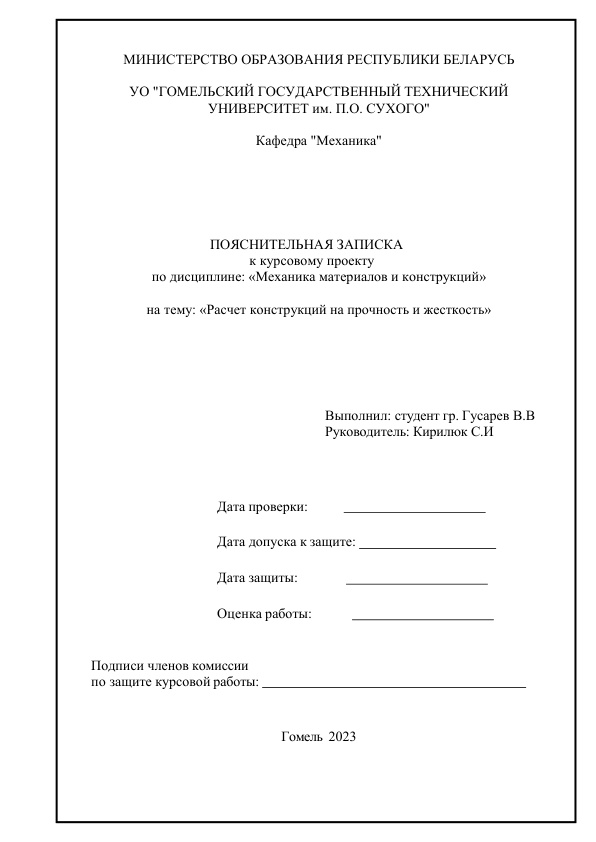 МИНИСТЕРСТВО ОБРАЗОВАНИЯ РЕСПУБЛИКИ БЕЛАРУСЬ
УО "ГОМЕЛЬСКИЙ ГОСУДАРСТВЕННЫЙ ТЕХНИЧЕСКИЙ
УНИВЕРСИТЕТ им. П.О. СУХОГО"
Кафедра "Механика"
ПОЯСНИТЕЛЬНАЯ ЗАПИСКА
к курсовому проекту
по дисциплине: «Механика материалов и конструкций»
на тему: «Расчет конструкций на прочность и жесткость»
Выполнил: студент гр. Гусарев В.В
Руководитель: Кирилюк С.И
Дата проверки: ____________________
Дата допуска к защите: ____________________
Дата защиты: ____________________
Оценка работы: ____________________
Подписи членов комиссии
по защите курсовой работы: ______________________________________
Гомель 2023